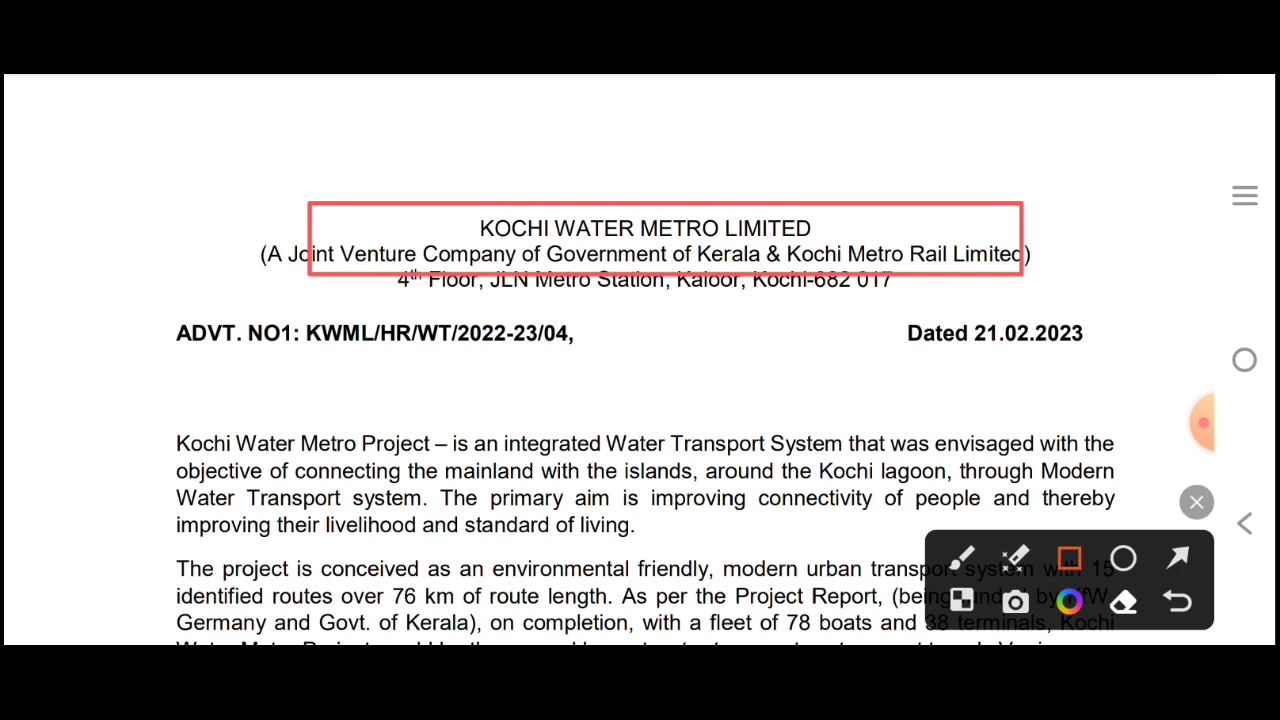 KOCHI WATER METRO LIMITED
(A Joint Venture Company of Government of Kerala & Kochi Metro Rail Limited)
4th Floor, JLN Metro Station, Kaloor, Kochi-682 017
ADVT. NO1: KWML/HR/WT/2022-23/04, Dated 21.02.2023
Kochi Water Metro Project – is an integrated Water Transport System that was envisaged with the
objective of connecting the mainland with the islands, around the Kochi lagoon, through Modern
Water Transport system. The primary aim is improving connectivity of people and thereby
improving their livelihood and standard of living.
The project is conceived as an environmental friendly, modern urban transport system with 15
identified routes over 76 km of route length. As per the Project Report, (being funded by KfW,
Germany and Govt. of Kerala), on completion, with a fleet of 78 boats and 38 terminals, Kochi